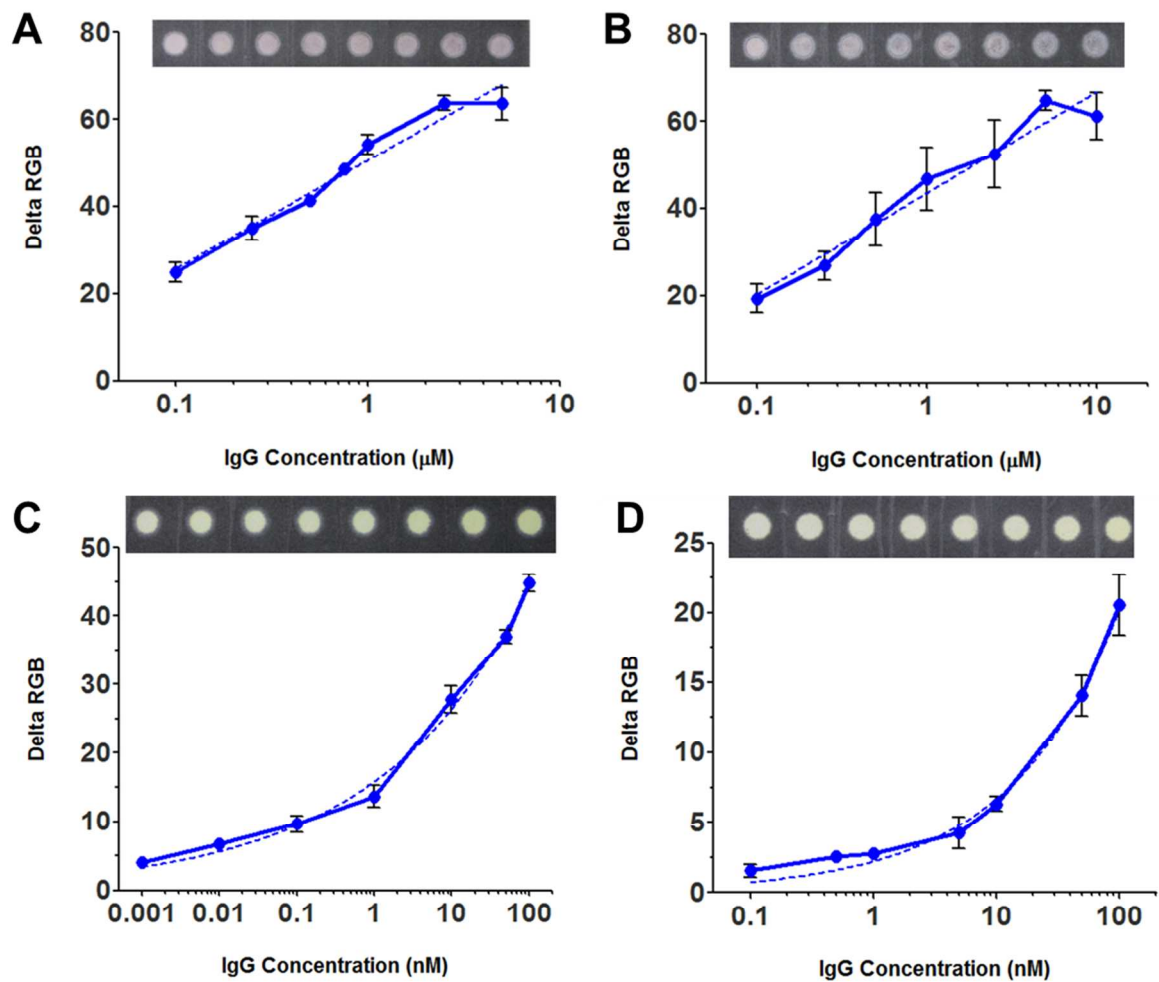 A
80
60
40
20
0
Delta RGB
0.1 1 10
IgG Concentration (μM)
B
80
60
40
20
0
Delta RGB
0.1 1 10
IgG Concentration (μM)
C
50
40
30
20
10
0
Delta RGB
0.001 0.01 0.1 1 10 100
IgG Concentration (nM)
D
25
20
15
10
5
0
Delta RGB
0.1 1 10 100
IgG Concentration (nM)